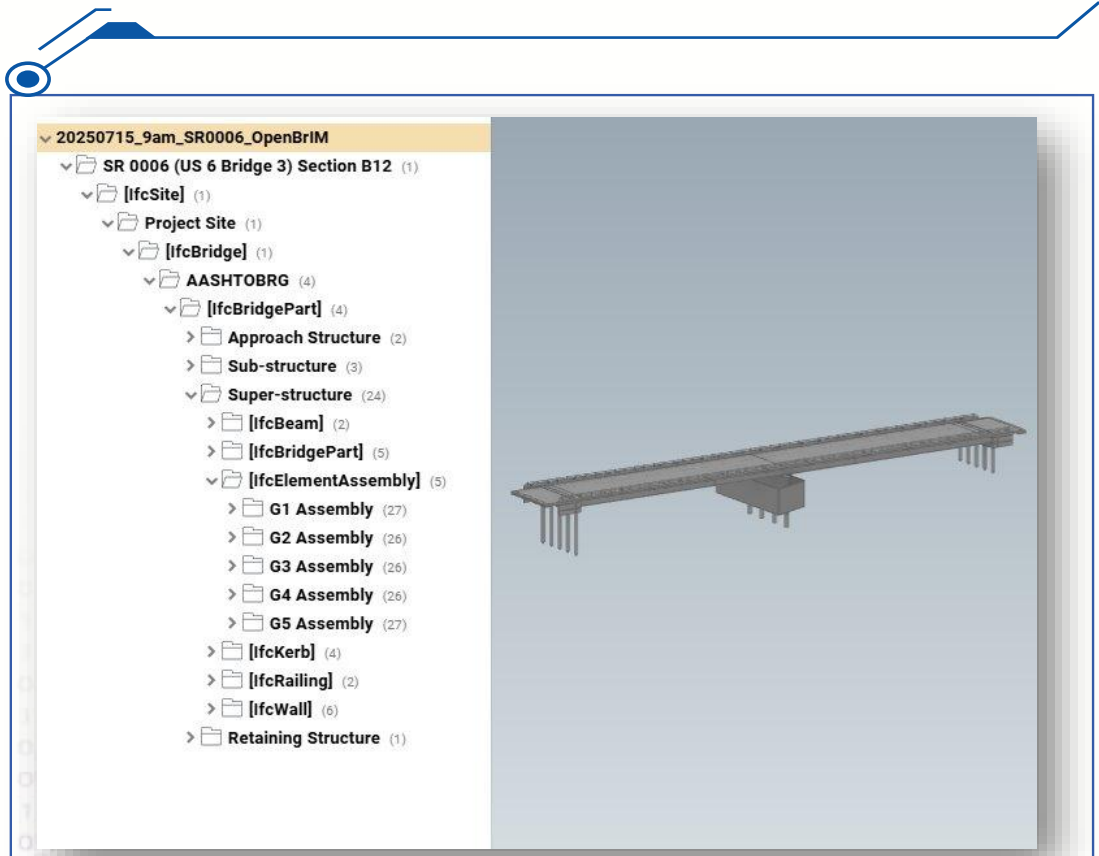 20250715_9am_SR0006_OpenBrIM
SR 0006 (US 6 Bridge 3) Section B12 (1)
[IfcSite] (1)
Project Site (1)
[IfcBridge] (1)
AASHTOBRG (4)
[IfcBridgePart] (4)
Approach Structure (2)
Sub-structure (3)
Super-structure (24)
[IfcBeam] (2)
[IfcBridgePart] (5)
[IfcElementAssembly] (5)
G1 Assembly (27)
G2 Assembly (26)
G3 Assembly (26)
G4 Assembly (26)
G5 Assembly (27)
[IfcKerb] (4)
[IfcRailing] (2)
[IfcWall] (6)
Retaining Structure (1)